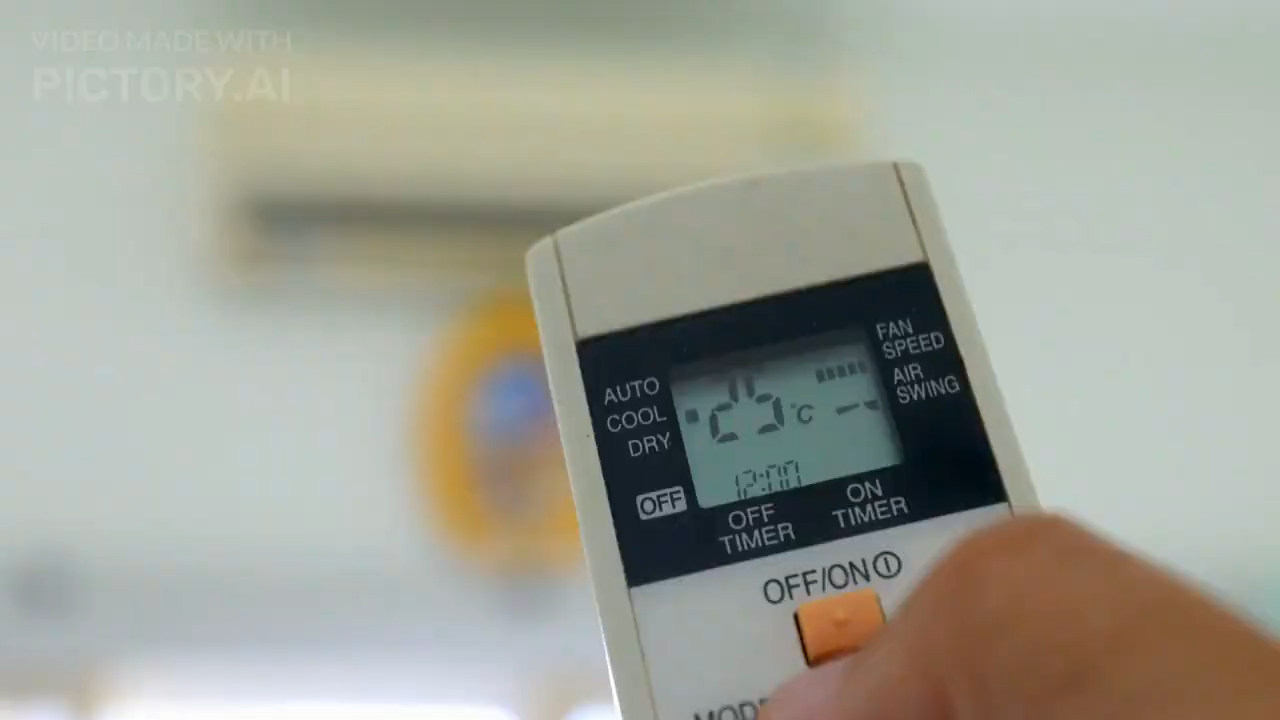 VIDEO MADE WITH
PICTORY.AI
FAN
SPEED
AIR
SWING
AUTO
COOL
DRY
25 °C
12:00
OFF
OFF
TIMER
ON
TIMER
OFF/ON